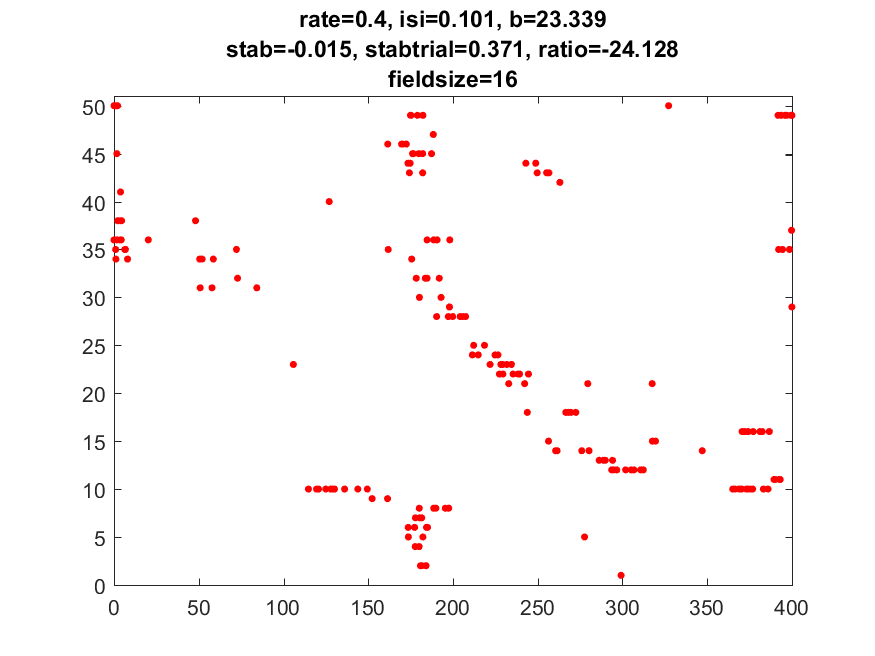 rate=0.4, isi=0.101, b=23.339
stab=-0.015, stabtrial=0.371, ratio=-24.128
fieldsize=16
50
45
40
35
30
25
20
15
10
5
0
0 50 100 150 200 250 300 350 400